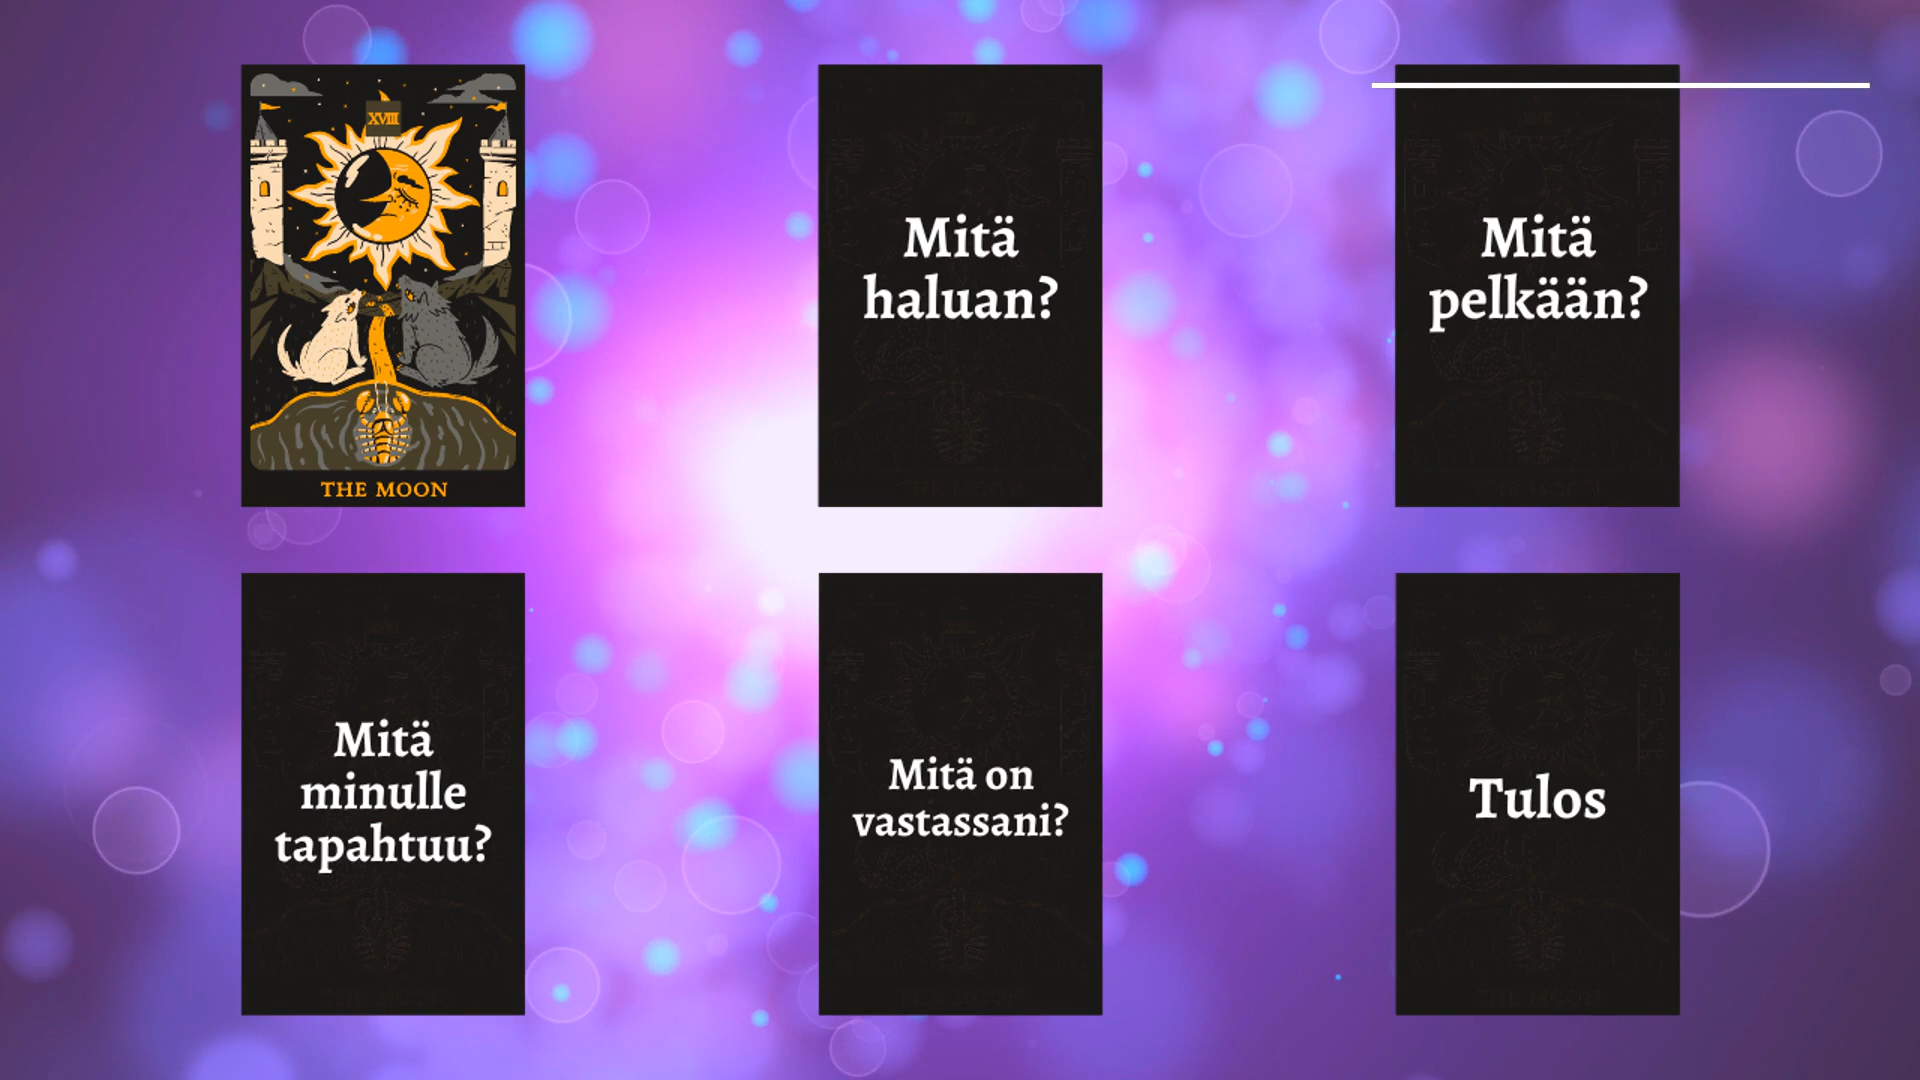 XVIII
THE MOON
Mitä
haluan?
Mitä
pelkään?
Mitä
minulle
tapahtuu?
Mitä on
vastassani?
Tulos